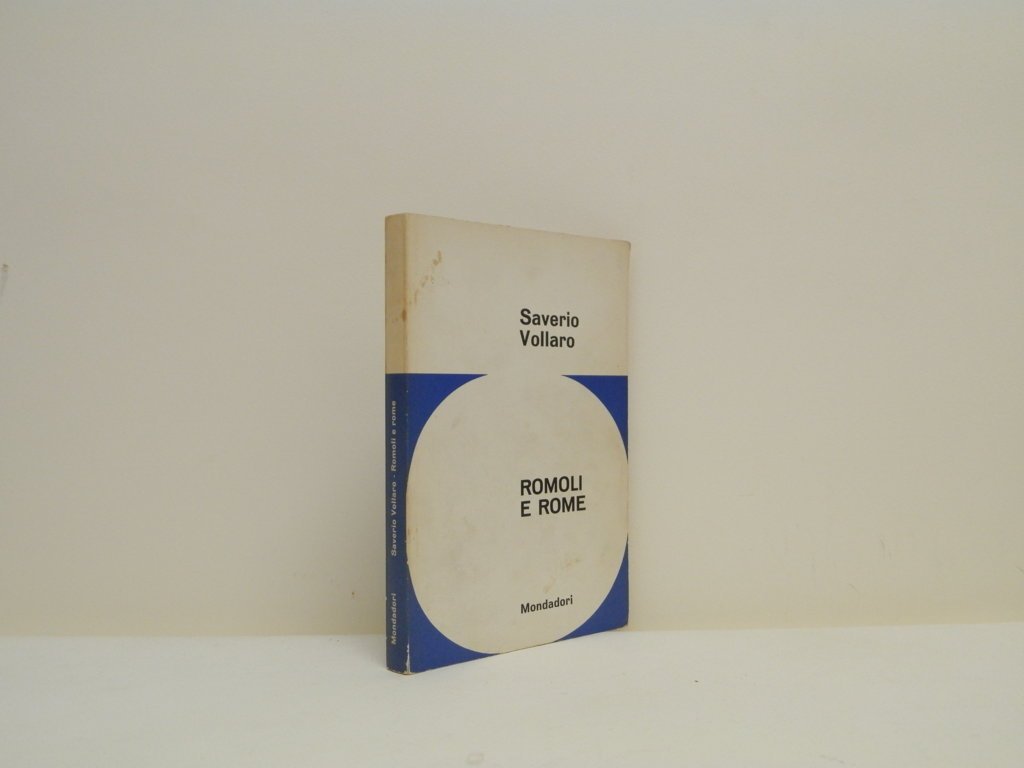 Saverio
Vollaro
ROMOLI
E ROME
Mondadori
Saverio Vollaro - Romoli e rome
Mondadori